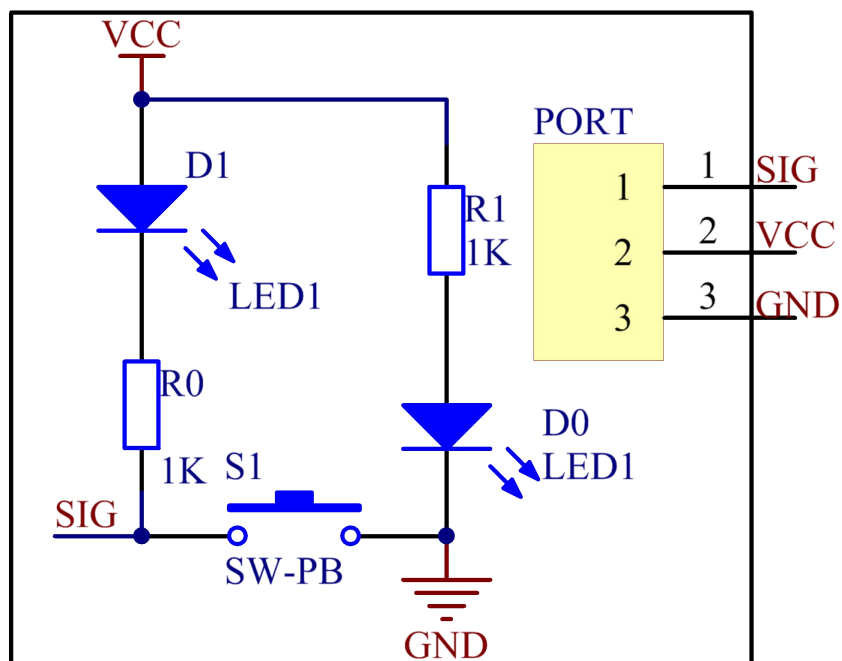 VCC
D1
LED1
R0
1K
SIG
S1
SW-PB
R1
1K
D0
LED1
GND
PORT
1 1 SIG
2 2 VCC
3 3 GND